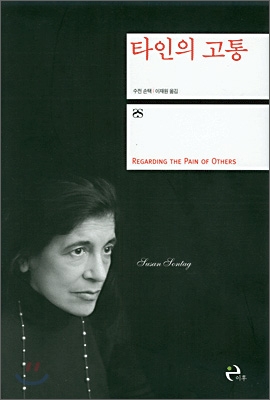 타인의 고통
수전 손택 | 이재원 옮김
REGARDING THE PAIN OF OTHERS
Susan Sontag
이후